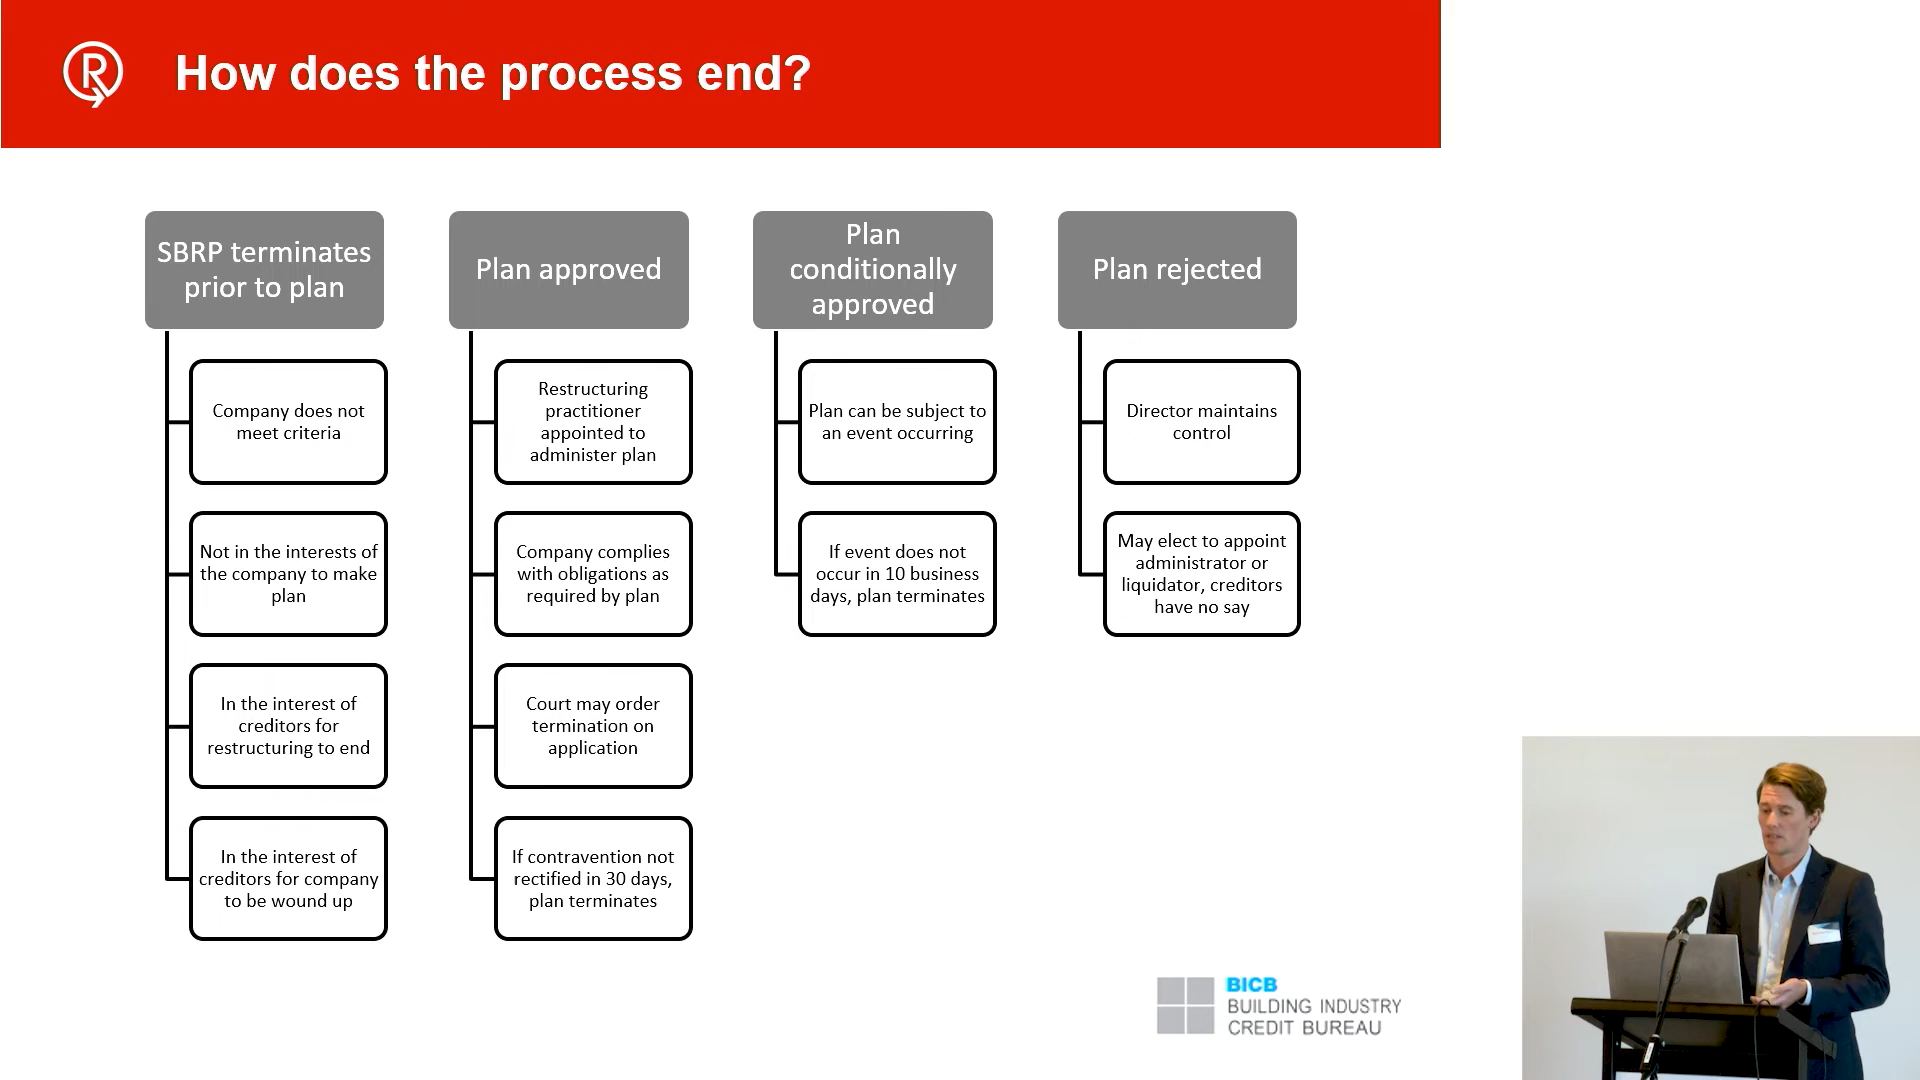 How does the process end?
SBRP terminates
prior to plan
Company does not
meet criteria
Not in the interests of
the company to make
plan
In the interest of
creditors for
restructuring to end
In the interest of
creditors for company
to be wound up
Plan approved
Restructuring
practitioner
appointed to
administer plan
Company complies
with obligations as
required by plan
Court may order
termination on
application
If contravention not
rectified in 30 days,
plan terminates
Plan
conditionally
approved
Plan can be subject to
an event occurring
If event does not
occur in 10 business
days, plan terminates
Plan rejected
Director maintains
control
May elect to appoint
administrator or
liquidator, creditors
have no say
BICB
BUILDING INDUSTRY
CREDIT BUREAU